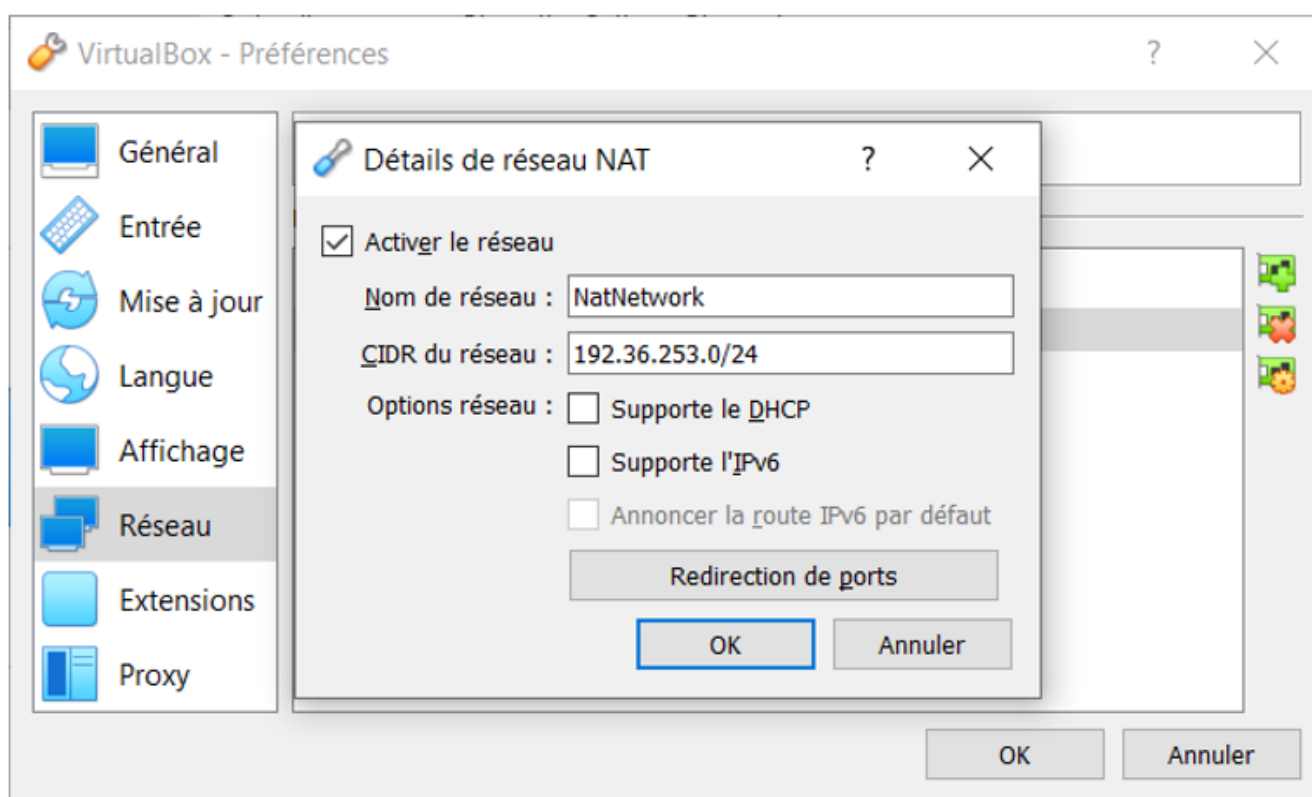 VirtualBox - Préférences
?
Général
Entrée
Mise à jour
Langue
Affichage
Réseau
Extensions
Proxy
Détails de réseau NAT
?
Activer le réseau
Nom de réseau : NatNetwork
CIDR du réseau : 192.36.253.0/24
Options réseau : Supporte le DHCP
Supporte l'IPv6
Annoncer la route IPv6 par défaut
Redirection de ports
OK Annuler
OK Annuler